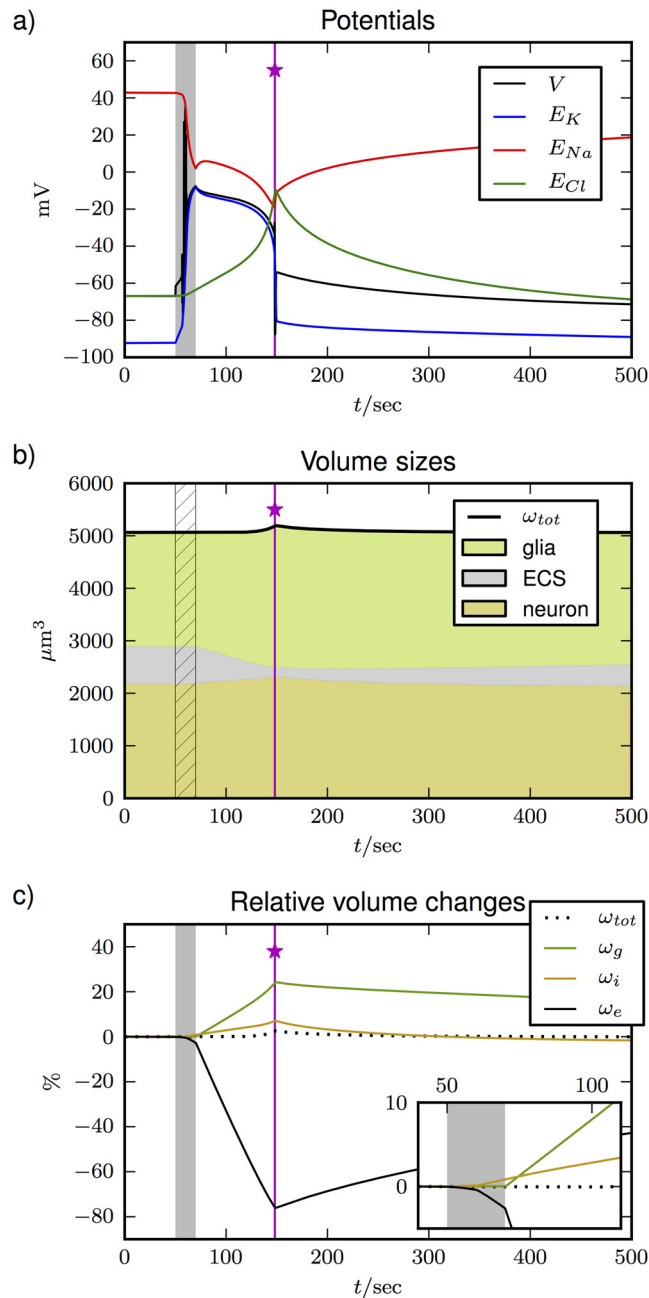 a) Potentials
60
40
20
0
−20
−40
−60
−80
−100
mV
V
E_K
E_Na
E_Cl
0 100 200 300 400 500
t/sec
b) Volume sizes
6000
5000
4000
3000
2000
1000
0
μm³
ω_tot
glia
ECS
neuron
0 100 200 300 400 500
t/sec
c) Relative volume changes
40
20
0
−20
−40
−60
−80
%
ω_tot
ω_g
ω_i
ω_e
50 100
10
0
0 100 200 300 400 500
t/sec